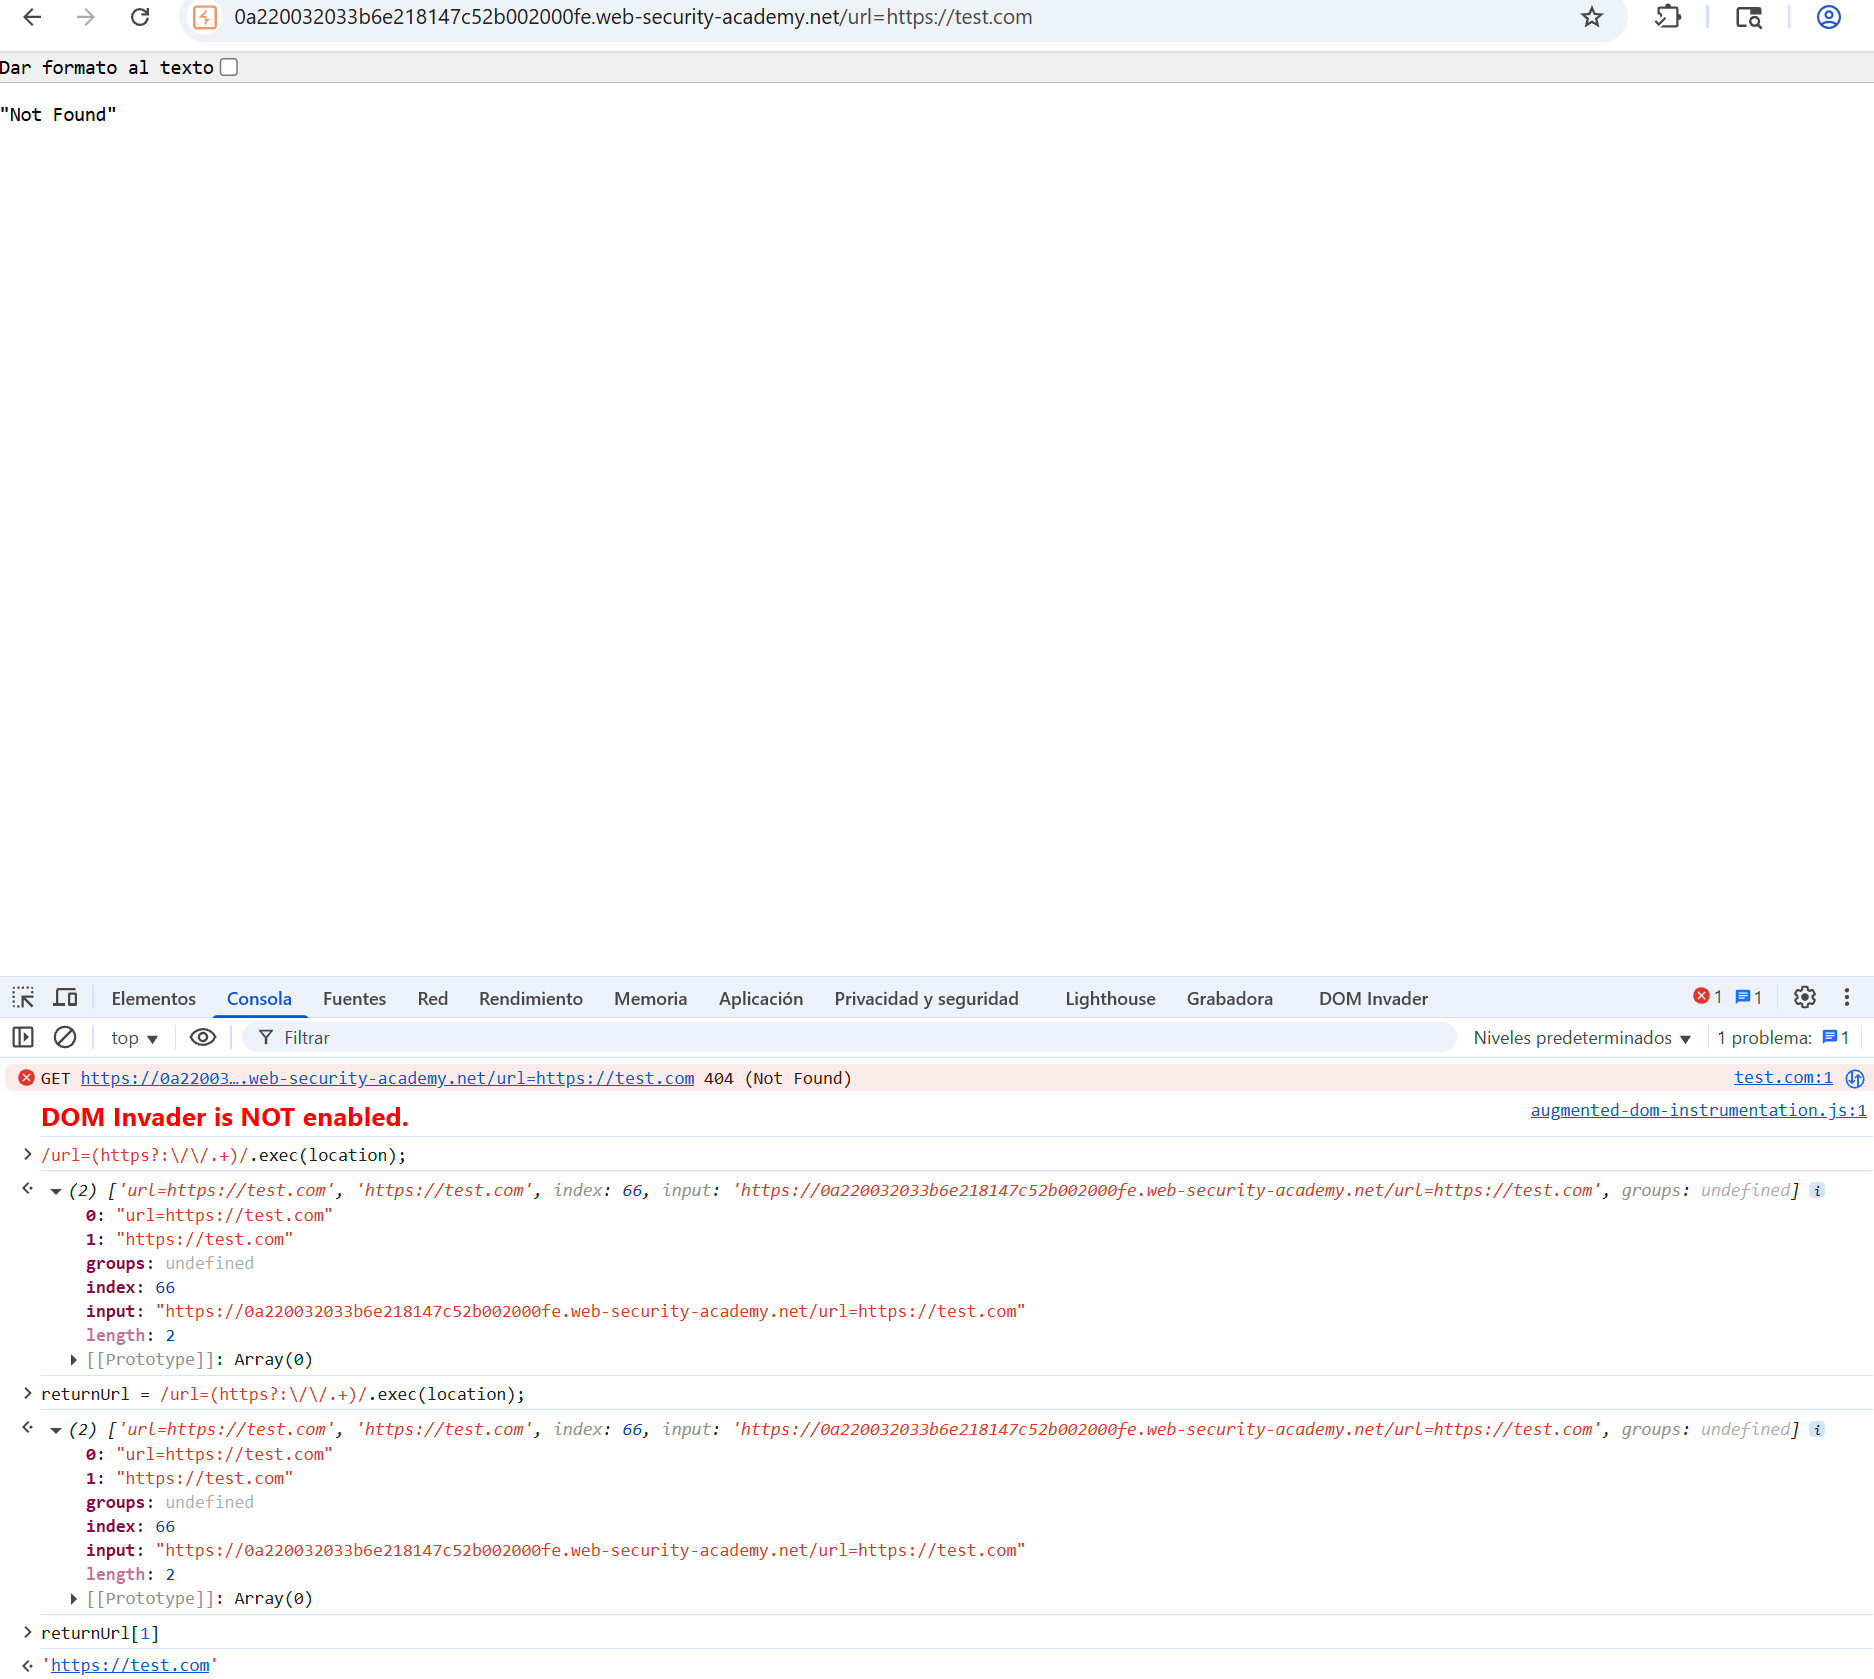 0a220032033b6e218147c52b002000fe.web-security-academy.net/url=https://test.com
Dar formato al texto
"Not Found"
Elementos Consola Fuentes Red Rendimiento Memoria Aplicación Privacidad y seguridad Lighthouse Grabadora DOM Invader 1 1
top Filtrar Niveles predeterminados 1 problema: 1
GET https://0a22003….web-security-academy.net/url=https://test.com 404 (Not Found) test.com:1
DOM Invader is NOT enabled. augmented-dom-instrumentation.js:1
/url=(https?:\/\/.+)/.exec(location);
(2) ['url=https://test.com', 'https://test.com', index: 66, input: 'https://0a220032033b6e218147c52b002000fe.web-security-academy.net/url=https://test.com', groups: undefined]
0: "url=https://test.com"
1: "https://test.com"
groups: undefined
index: 66
input: "https://0a220032033b6e218147c52b002000fe.web-security-academy.net/url=https://test.com"
length: 2
[[Prototype]]: Array(0)
returnUrl = /url=(https?:\/\/.+)/.exec(location);
(2) ['url=https://test.com', 'https://test.com', index: 66, input: 'https://0a220032033b6e218147c52b002000fe.web-security-academy.net/url=https://test.com', groups: undefined]
0: "url=https://test.com"
1: "https://test.com"
groups: undefined
index: 66
input: "https://0a220032033b6e218147c52b002000fe.web-security-academy.net/url=https://test.com"
length: 2
[[Prototype]]: Array(0)
returnUrl[1]
'https://test.com'